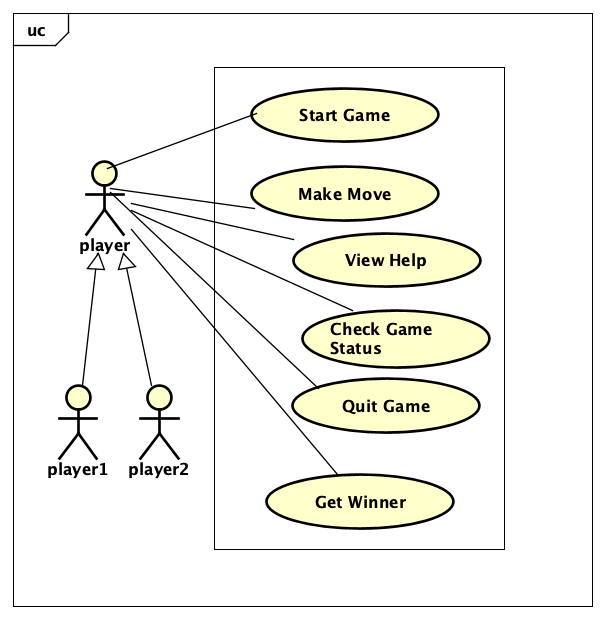 uc
Start Game
Make Move
player
View Help
Check Game
Status
Quit Game
player1
player2
Get Winner